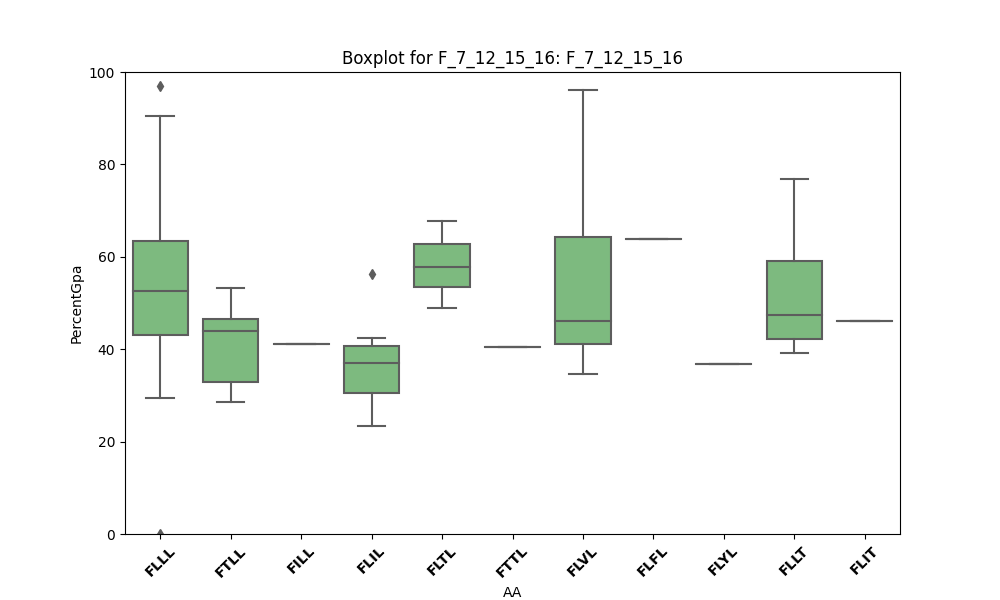 Boxplot for F_7_12_15_16: F_7_12_15_16
PercentGpa
100
80
60
40
20
0
FLLL FTLL FILL FLIL FLTL FTTL FLVL FLFL FLYL FLLT FLIT
AA